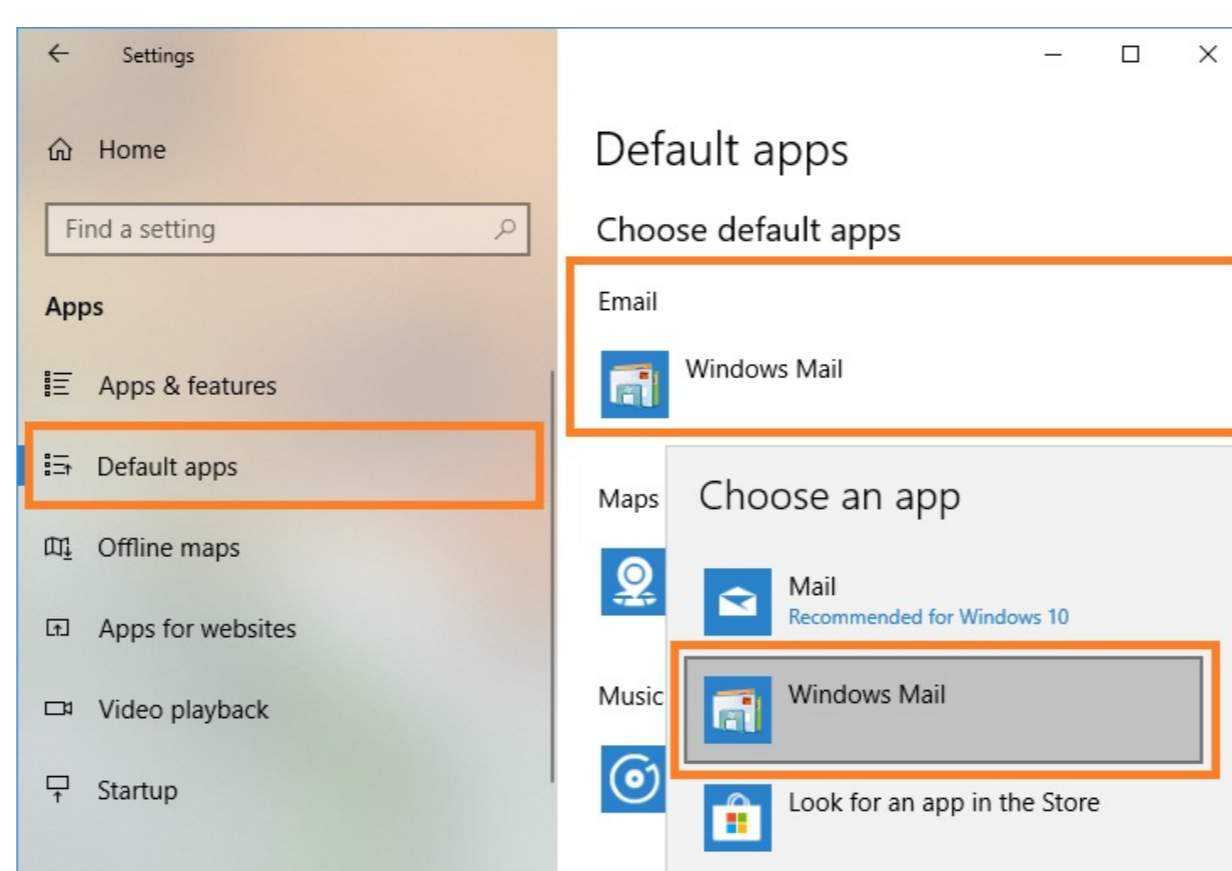 Settings
Home
Find a setting
Apps
Apps & features
Default apps
Offline maps
Apps for websites
Video playback
Startup
Default apps
Choose default apps
Email
Windows Mail
Maps
Music
Choose an app
Mail
Recommended for Windows 10
Windows Mail
Look for an app in the Store